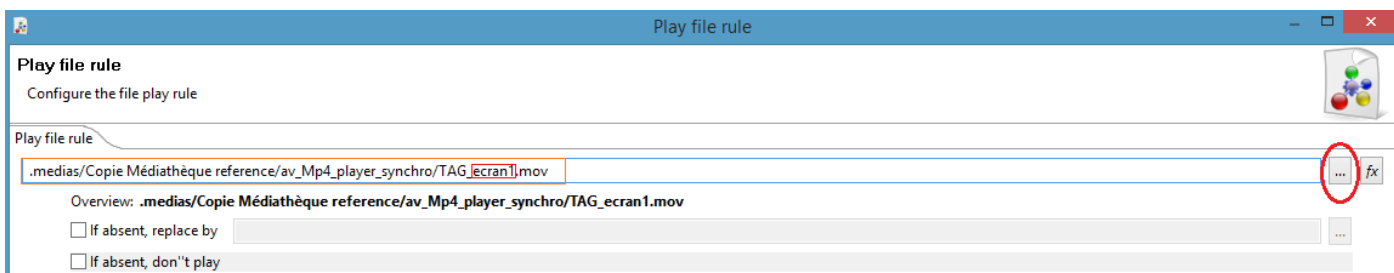 Play file rule
Play file rule
Configure the file play rule
Play file rule
.medias/Copie Médiathèque reference/av_Mp4_player_synchro/TAG_ecran1.mov ... fx
Overview: .medias/Copie Médiathèque reference/av_Mp4_player_synchro/TAG_ecran1.mov
If absent, replace by ...
If absent, don''t play